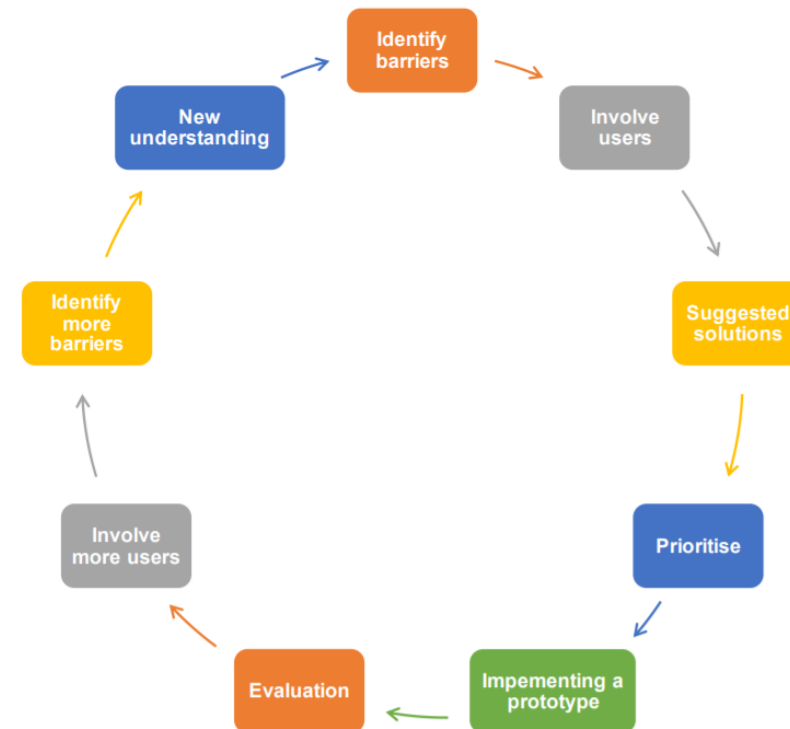 Identify
barriers
Involve
users
Suggested
solutions
Prioritise
Impementing a
prototype
Evaluation
Involve
more users
Identify
more
barriers
New
understanding